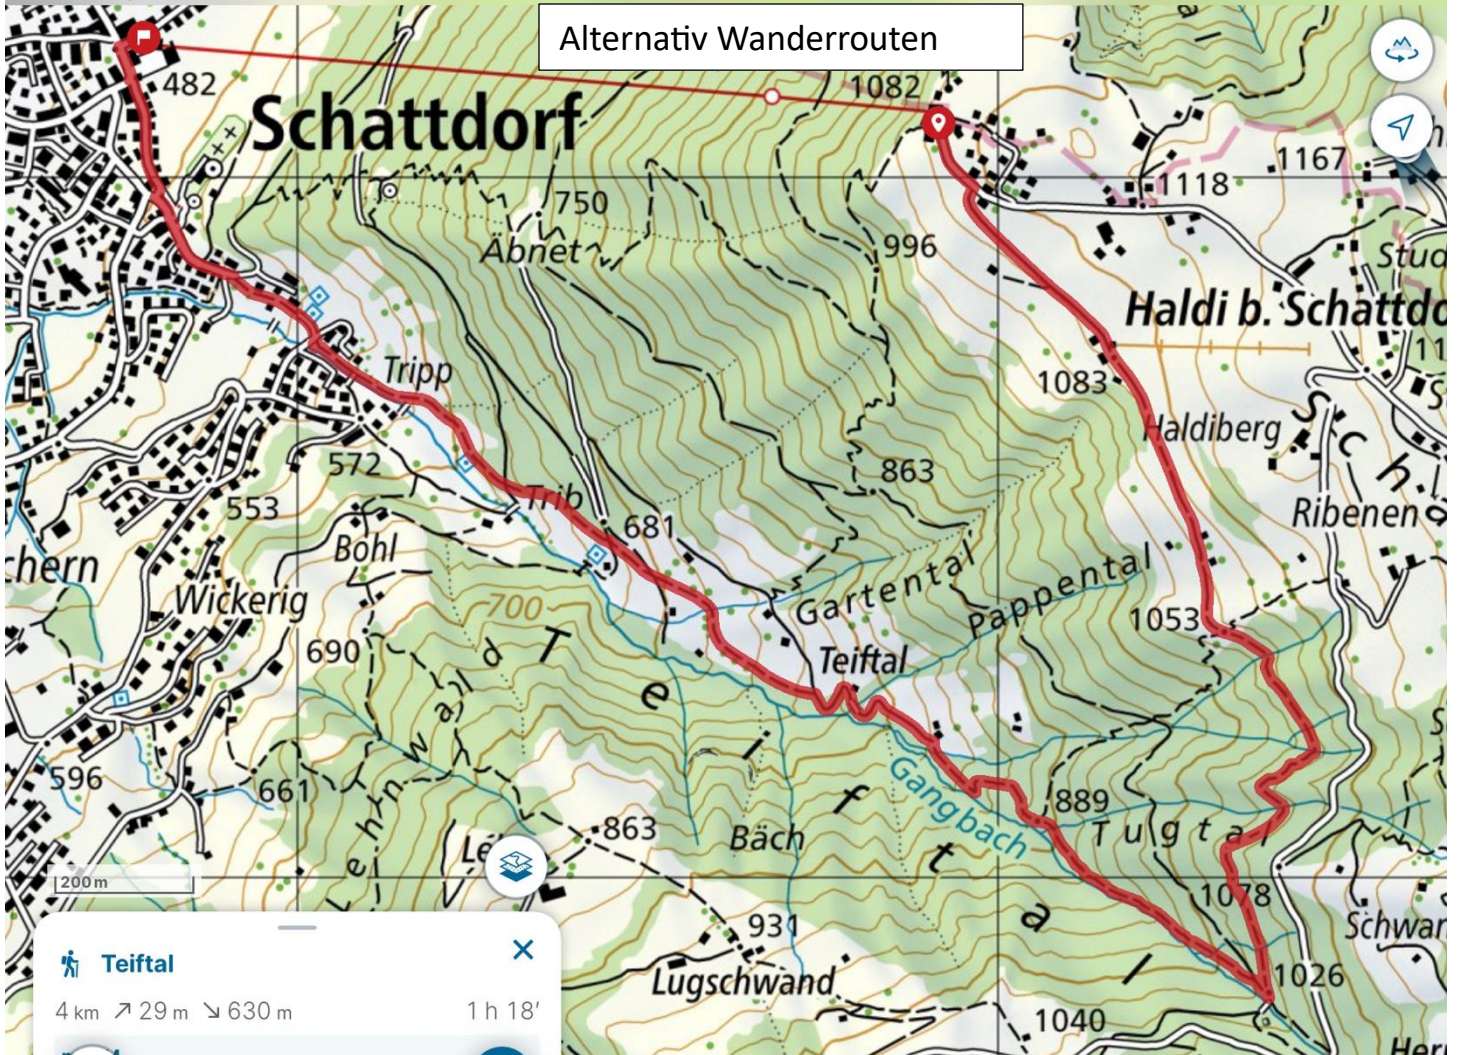 Alternativ Wanderrouten
482
1082
Schattdorf
750
1167
1118
Äbnet
996
Stud
Haldi b. Schattdo
Tripp
1083
11
Haldiberg
572
863
553
Trib
681
Ribenen
Bohl
chern
Gartental
Pappental
Wickerig
700
1053
690
Teiftal
Lehnwald
Teiftal
596
661
Gangbach
889
863
Bäch
Tugtal
200 m
1078
931
Schwan
Lugschwand
1026
1040
Teiftal
4 km ↗ 29 m ↘ 630 m 1 h 18'